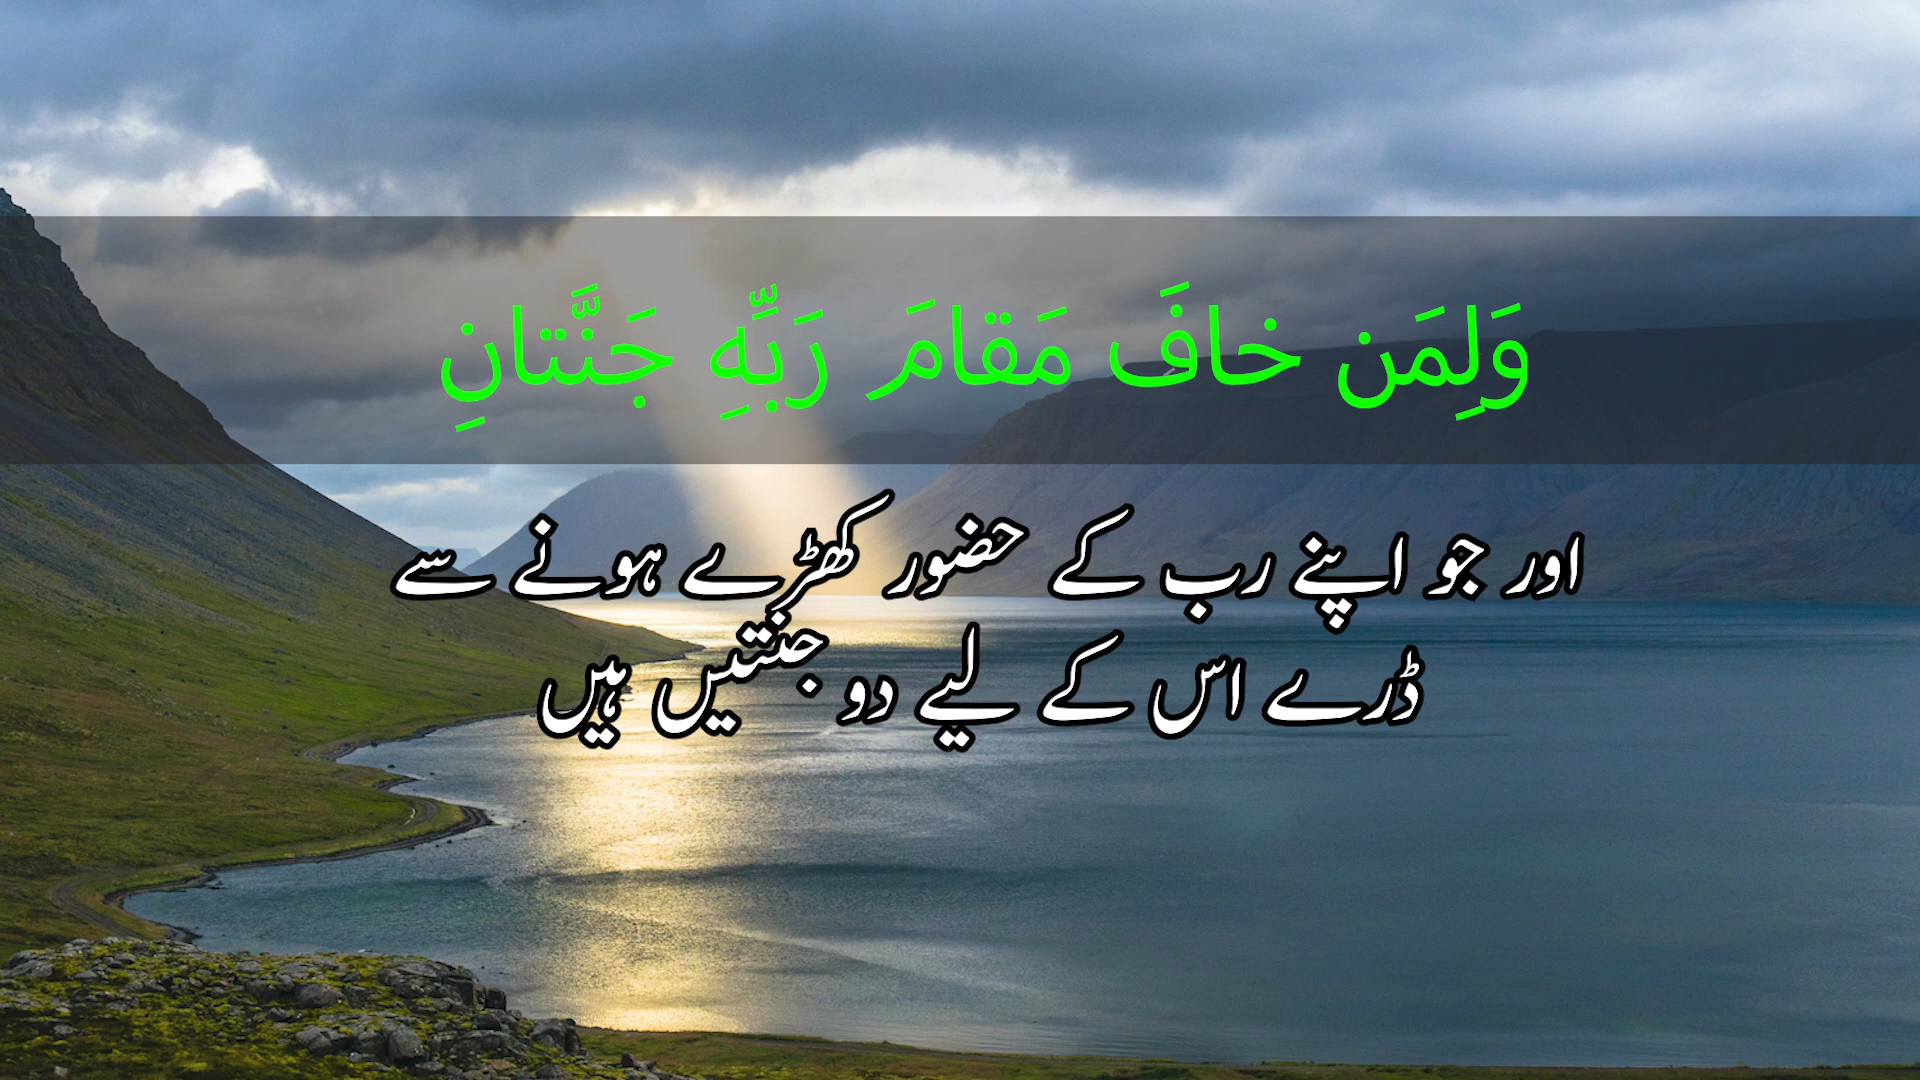 وَلِمَن خافَ مَقامَ رَبِّهِ جَنَّتانِ
اور جو اپنے رب کے حضور کھڑے ہونے سے
ڈرے اس کے لیے دو جنتیں ہیں